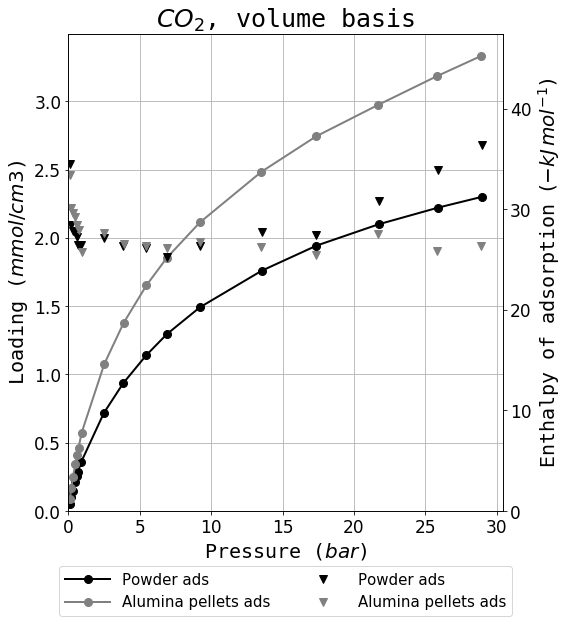 CO₂, volume basis
Loading (mmol/cm3)
3.0
2.5
2.0
1.5
1.0
0.5
0.0
40
30
20
10
0
Enthalpy of adsorption (−kJ mol⁻¹)
0 5 10 15 20 25 30
Pressure (bar)
Powder ads Powder ads
Alumina pellets ads Alumina pellets ads